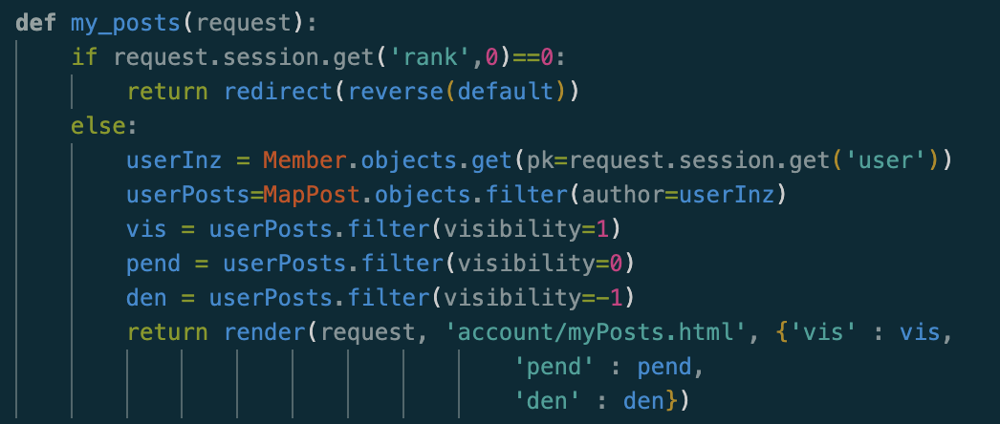 def my_posts(request):
    if request.session.get('rank',0)==0:
        return redirect(reverse(default))
    else:
        userInz = Member.objects.get(pk=request.session.get('user'))
        userPosts=MapPost.objects.filter(author=userInz)
        vis = userPosts.filter(visibility=1)
        pend = userPosts.filter(visibility=0)
        den = userPosts.filter(visibility=-1)
        return render(request, 'account/myPosts.html', {'vis' : vis,
                                    'pend' : pend,
                                    'den' : den})